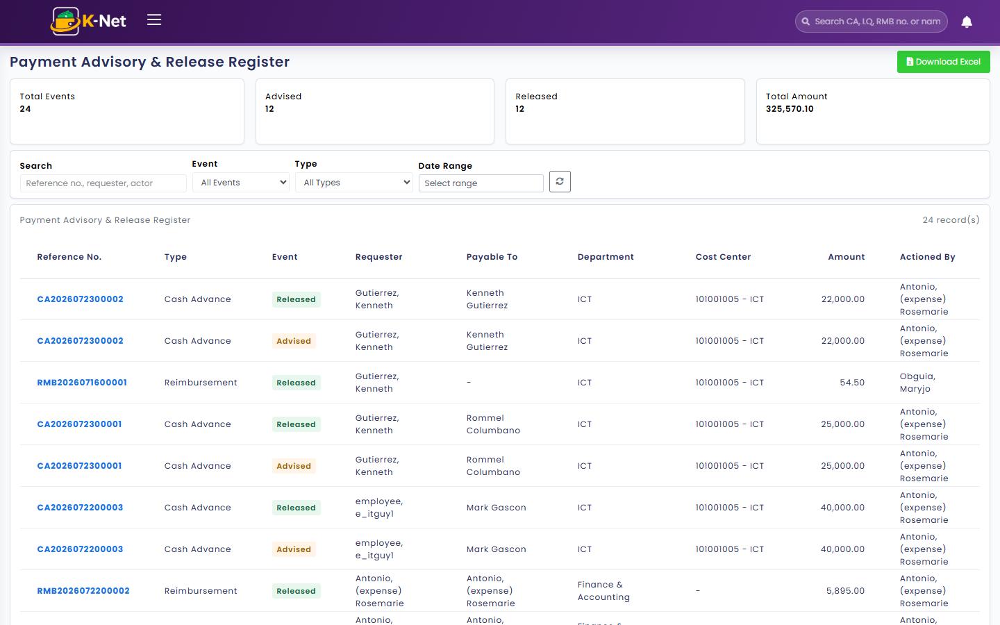 K-Net
Search CA, LQ, RMB no. or nam
Payment Advisory & Release Register
Download Excel
Total Events
24
Advised
12
Released
12
Total Amount
325,570.10
Search
Reference no., requester, actor
Event
All Events
Type
All Types
Date Range
Select range
Payment Advisory & Release Register
24 record(s)
Reference No. Type Event Requester Payable To Department Cost Center Amount Actioned By
CA2026072300002 Cash Advance Released Gutierrez, Kenneth Kenneth Gutierrez ICT 101001005 - ICT 22,000.00 Antonio, (expense) Rosemarie
CA2026072300002 Cash Advance Advised Gutierrez, Kenneth Kenneth Gutierrez ICT 101001005 - ICT 22,000.00 Antonio, (expense) Rosemarie
RMB2026071600001 Reimbursement Released Gutierrez, Kenneth - ICT 101001005 - ICT 54.50 Obguia, Maryjo
CA2026072300001 Cash Advance Released Gutierrez, Kenneth Rommel Columbano ICT 101001005 - ICT 25,000.00 Antonio, (expense) Rosemarie
CA2026072300001 Cash Advance Advised Gutierrez, Kenneth Rommel Columbano ICT 101001005 - ICT 25,000.00 Antonio, (expense) Rosemarie
CA2026072200003 Cash Advance Released employee, e_itguy1 Mark Gascon ICT 101001005 - ICT 40,000.00 Antonio, (expense) Rosemarie
CA2026072200003 Cash Advance Advised employee, e_itguy1 Mark Gascon ICT 101001005 - ICT 40,000.00 Antonio, (expense) Rosemarie
RMB2026072200002 Reimbursement Released Antonio, (expense) Rosemarie Antonio, (expense) Rosemarie Finance & Accounting - 5,895.00 Antonio, (expense) Rosemarie
Antonio, Antonio, Finance & Antonio,